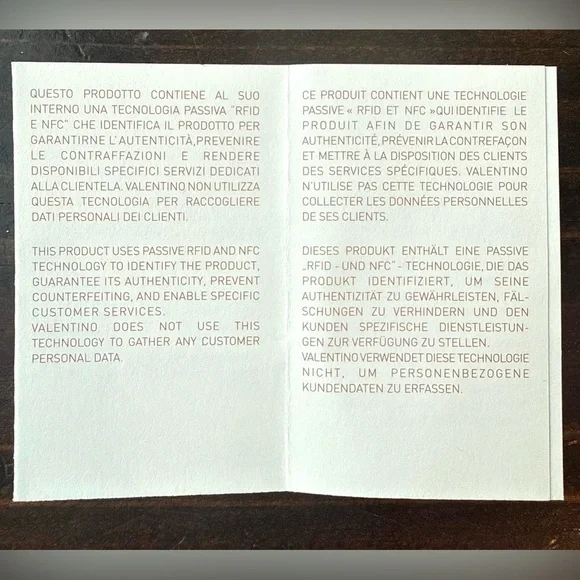 QUESTO PRODOTTO CONTIENE AL SUO
INTERNO UNA TECNOLOGIA PASSIVA "RFID
E NFC" CHE IDENTIFICA IL PRODOTTO PER
GARANTIRNE L'AUTENTICITÀ,PREVENIRE
LE CONTRAFFAZIONI E RENDERE
DISPONIBILI SPECIFICI SERVIZI DEDICATI
ALLA CLIENTELA. VALENTINO NON UTILIZZA
QUESTA TECNOLOGIA PER RACCOGLIERE
DATI PERSONALI DEI CLIENTI.
THIS PRODUCT USES PASSIVE RFID AND NFC
TECHNOLOGY TO IDENTIFY THE PRODUCT,
GUARANTEE ITS AUTHENTICITY, PREVENT
COUNTERFEITING, AND ENABLE SPECIFIC
CUSTOMER SERVICES.
VALENTINO DOES NOT USE THIS
TECHNOLOGY TO GATHER ANY CUSTOMER
PERSONAL DATA.
CE PRODUIT CONTIENT UNE TECHNOLOGIE
PASSIVE « RFID ET NFC »QUI IDENTIFIE LE
PRODUIT AFIN DE GARANTIR SON
AUTHENTICITÉ, PRÉVENIR LA CONTREFAÇON
ET METTRE À LA DISPOSITION DES CLIENTS
DES SERVICES SPÉCIFIQUES. VALENTINO
N'UTILISE PAS CETTE TECHNOLOGIE POUR
COLLECTER LES DONNÉES PERSONNELLES
DE SES CLIENTS.
DIESES PRODUKT ENTHÄLT EINE PASSIVE
„RFID - UND NFC" - TECHNOLOGIE, DIE DAS
PRODUKT IDENTIFIZIERT, UM SEINE
AUTHENTIZITÄT ZU GEWÄHRLEISTEN, FÄL-
SCHUNGEN ZU VERHINDERN UND DEN
KUNDEN SPEZIFISCHE DIENSTLEISTUN-
GEN ZUR VERFÜGUNG ZU STELLEN.
VALENTINO VERWENDET DIESE TECHNOLOGIE
NICHT, UM PERSONENBEZOGENE
KUNDENDATEN ZU ERFASSEN.